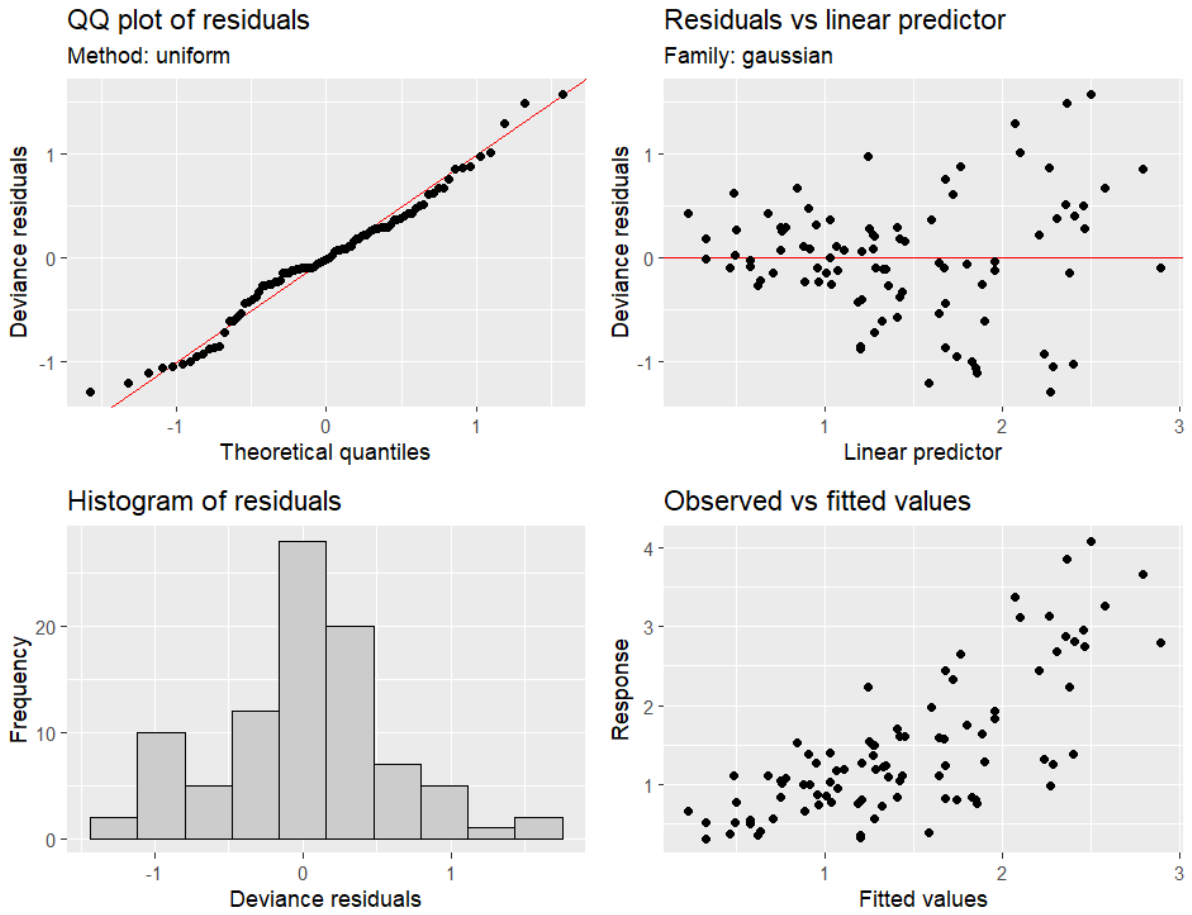 QQ plot of residuals
Method: uniform
1
0
-1
Deviance residuals
-1
0
1
Theoretical quantiles
Residuals vs linear predictor
Family: gaussian
1
0
-1
Deviance residuals
1
2
3
Linear predictor
Histogram of residuals
20
10
0
Frequency
-1
0
1
Deviance residuals
Observed vs fitted values
4
3
2
1
Response
1
2
3
Fitted values